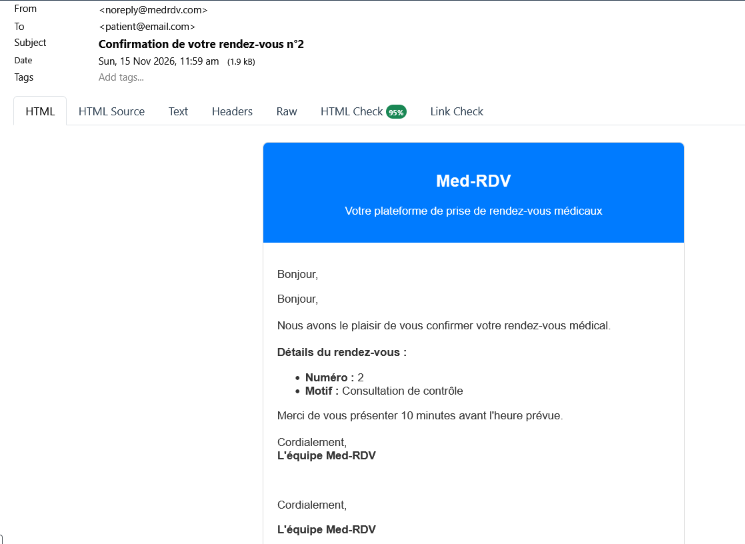 From <noreply@medrdv.com>
To <patient@email.com>
Subject Confirmation de votre rendez-vous n°2
Date Sun, 15 Nov 2026, 11:59 am (1.9 kB)
Tags Add tags...
HTML HTML Source Text Headers Raw HTML Check 95% Link Check
Med-RDV
Votre plateforme de prise de rendez-vous médicaux
Bonjour,
Bonjour,
Nous avons le plaisir de vous confirmer votre rendez-vous médical.
Détails du rendez-vous :
• Numéro : 2
• Motif : Consultation de contrôle
Merci de vous présenter 10 minutes avant l'heure prévue.
Cordialement,
L'équipe Med-RDV
Cordialement,
L'équipe Med-RDV